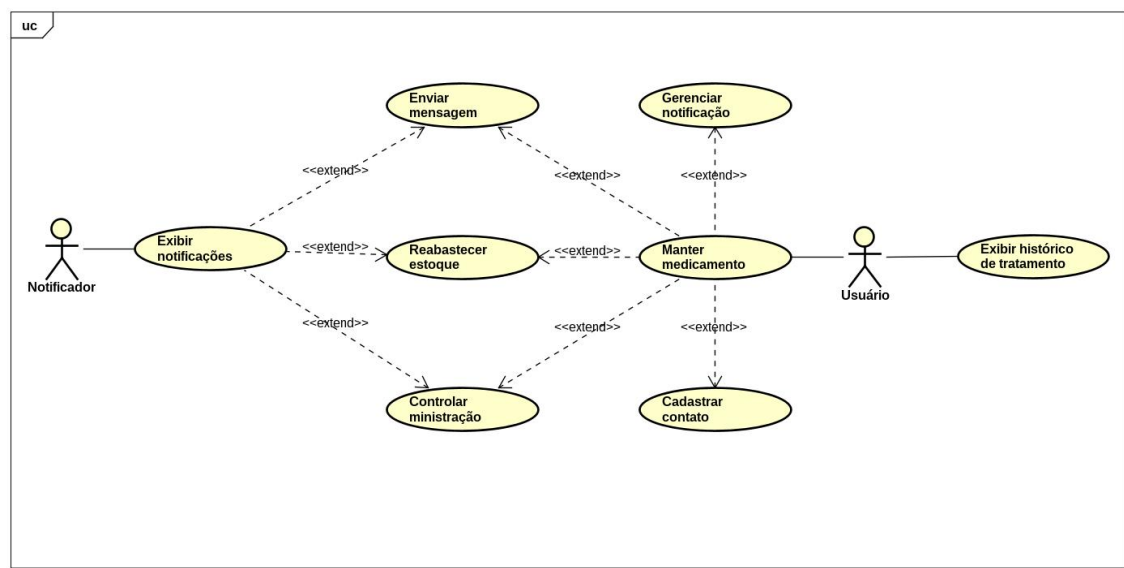 uc
Enviar
mensagem
Gerenciar
notificação
<<extend>>
<<extend>>
<<extend>>
Exibir
notificações
<<extend>>
Reabastecer
estoque
<<extend>>
Manter
medicamento
Exibir histórico
de tratamento
Notificador
Usuário
<<extend>>
<<extend>>
<<extend>>
Controlar
ministração
Cadastrar
contato